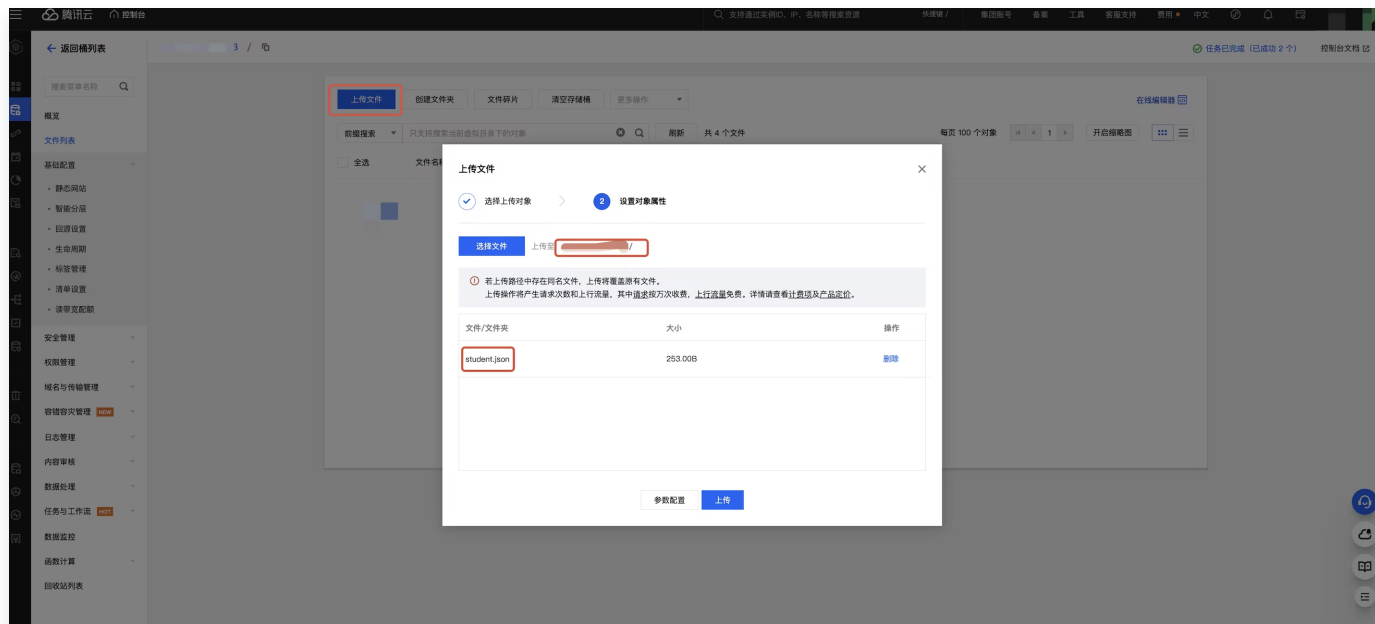 腾讯云 控制台
支持通过实例ID、IP、名称等搜索资源 快捷键 / 集团账号 备案 工具 客服支持 费用 中文
返回桶列表
3 /
任务已完成（已成功 2 个） 控制台文档
搜索菜单名称
概览
文件列表
基础配置
静态网站
智能分层
回源设置
生命周期
标签管理
清单设置
读带宽配额
安全管理
权限管理
域名与传输管理
容错容灾管理 NEW
日志管理
内容审核
数据处理
任务与工作流 HOT
数据监控
函数计算
回收站列表
上传文件 创建文件夹 文件碎片 清空存储桶 更多操作 在线编辑器
前缀搜索 只支持搜索当前虚拟目录下的对象 刷新 共 4 个文件 每页 100 个对象 1 开启缩略图
全选 文件名称
上传文件
选择上传对象 2 设置对象属性
选择文件 上传至 /
若上传路径中存在同名文件，上传将覆盖原有文件。
上传操作将产生请求次数和上行流量，其中请求按万次收费，上行流量免费。详情请查看计费项及产品定价。
文件/文件夹 大小 操作
student.json 253.00B 删除
参数配置 上传